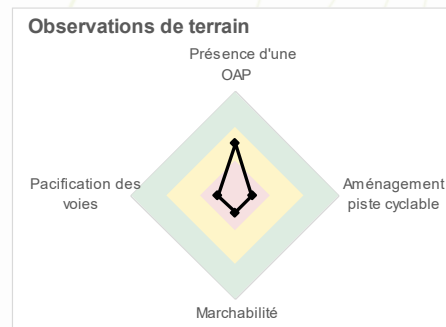 Observations de terrain
Présence d'une
OAP
Pacification des
voies
Aménagement
piste cyclable
Marchabilité